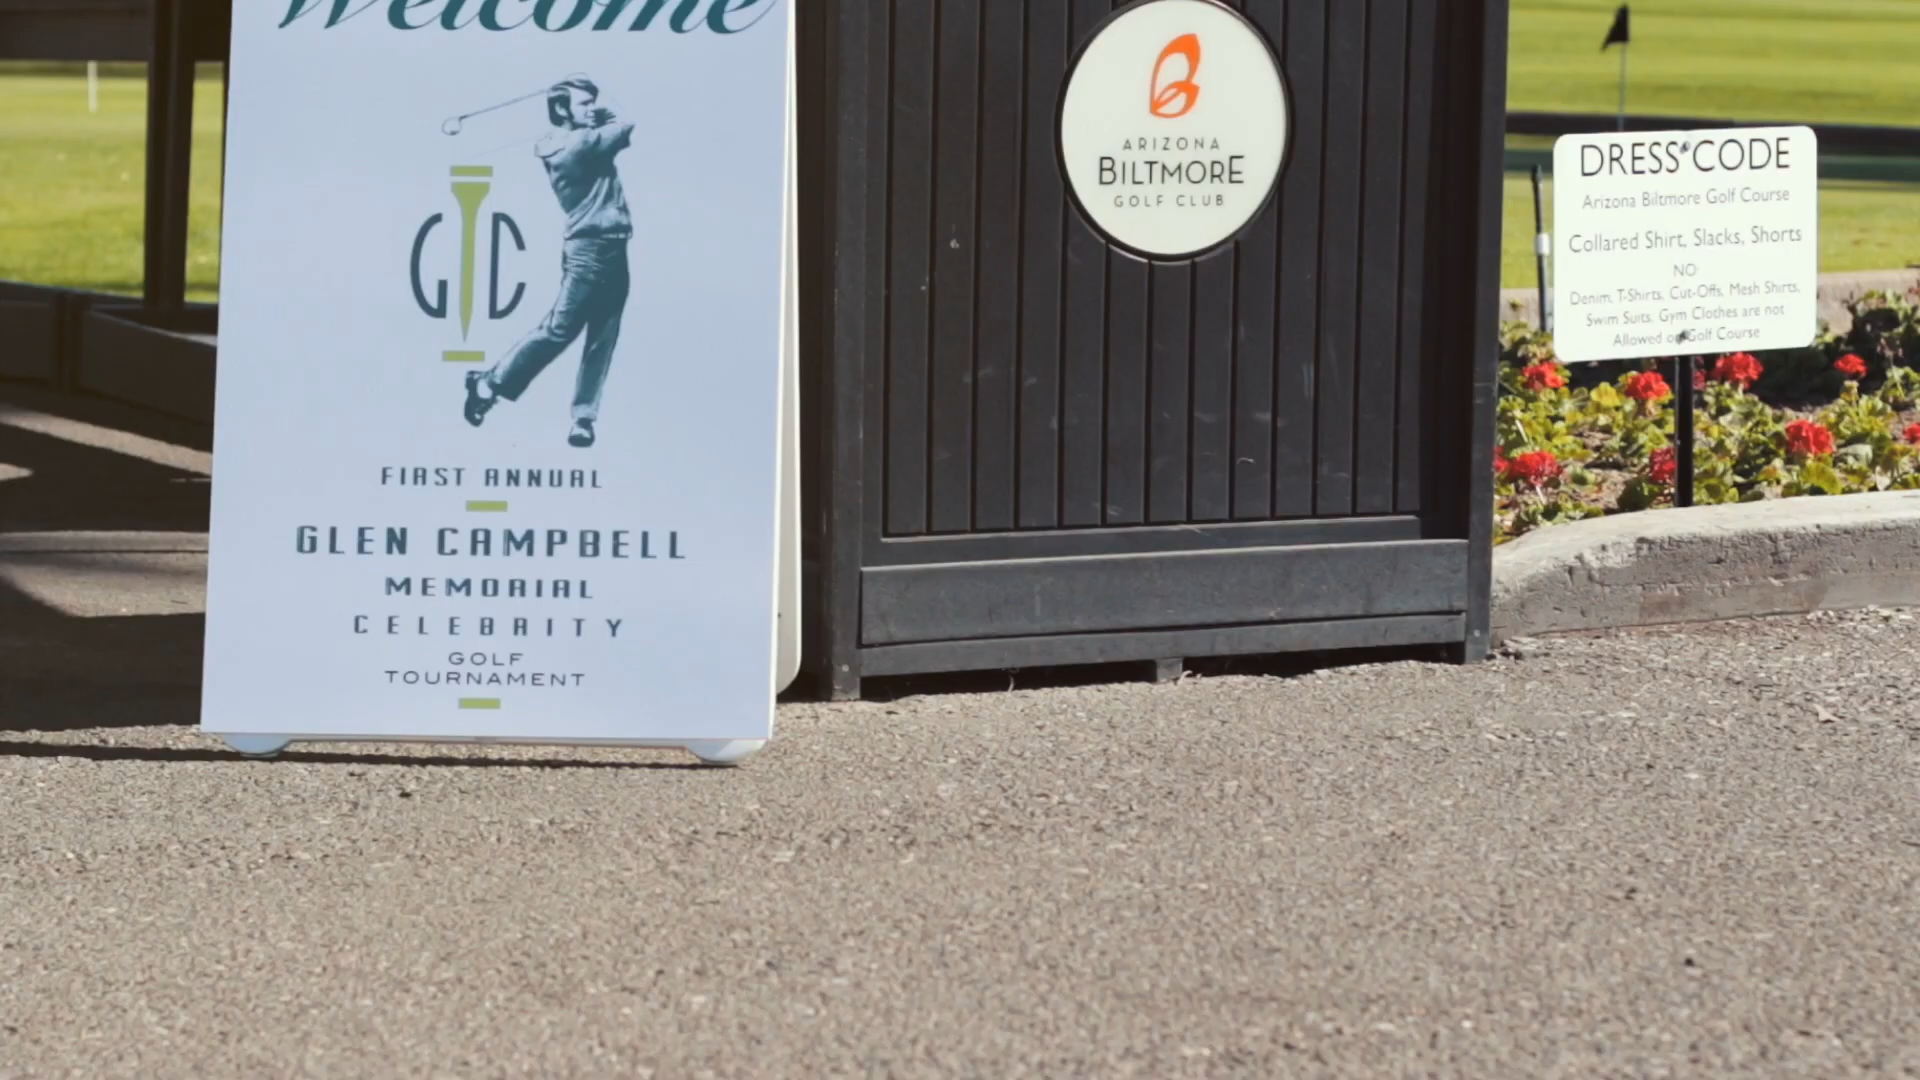 Welcome
G C
FIRST ANNUAL
GLEN CAMPBELL
MEMORIAL
CELEBRITY
GOLF
TOURNAMENT
ARIZONA
BILTMORE
GOLF CLUB
DRESS CODE
Arizona Biltmore Golf Course
Collared Shirt, Slacks, Shorts
NO:
Denim, T-Shirts, Cut-Offs, Mesh Shirts,
Swim Suits, Gym Clothes are not
Allowed on Golf Course